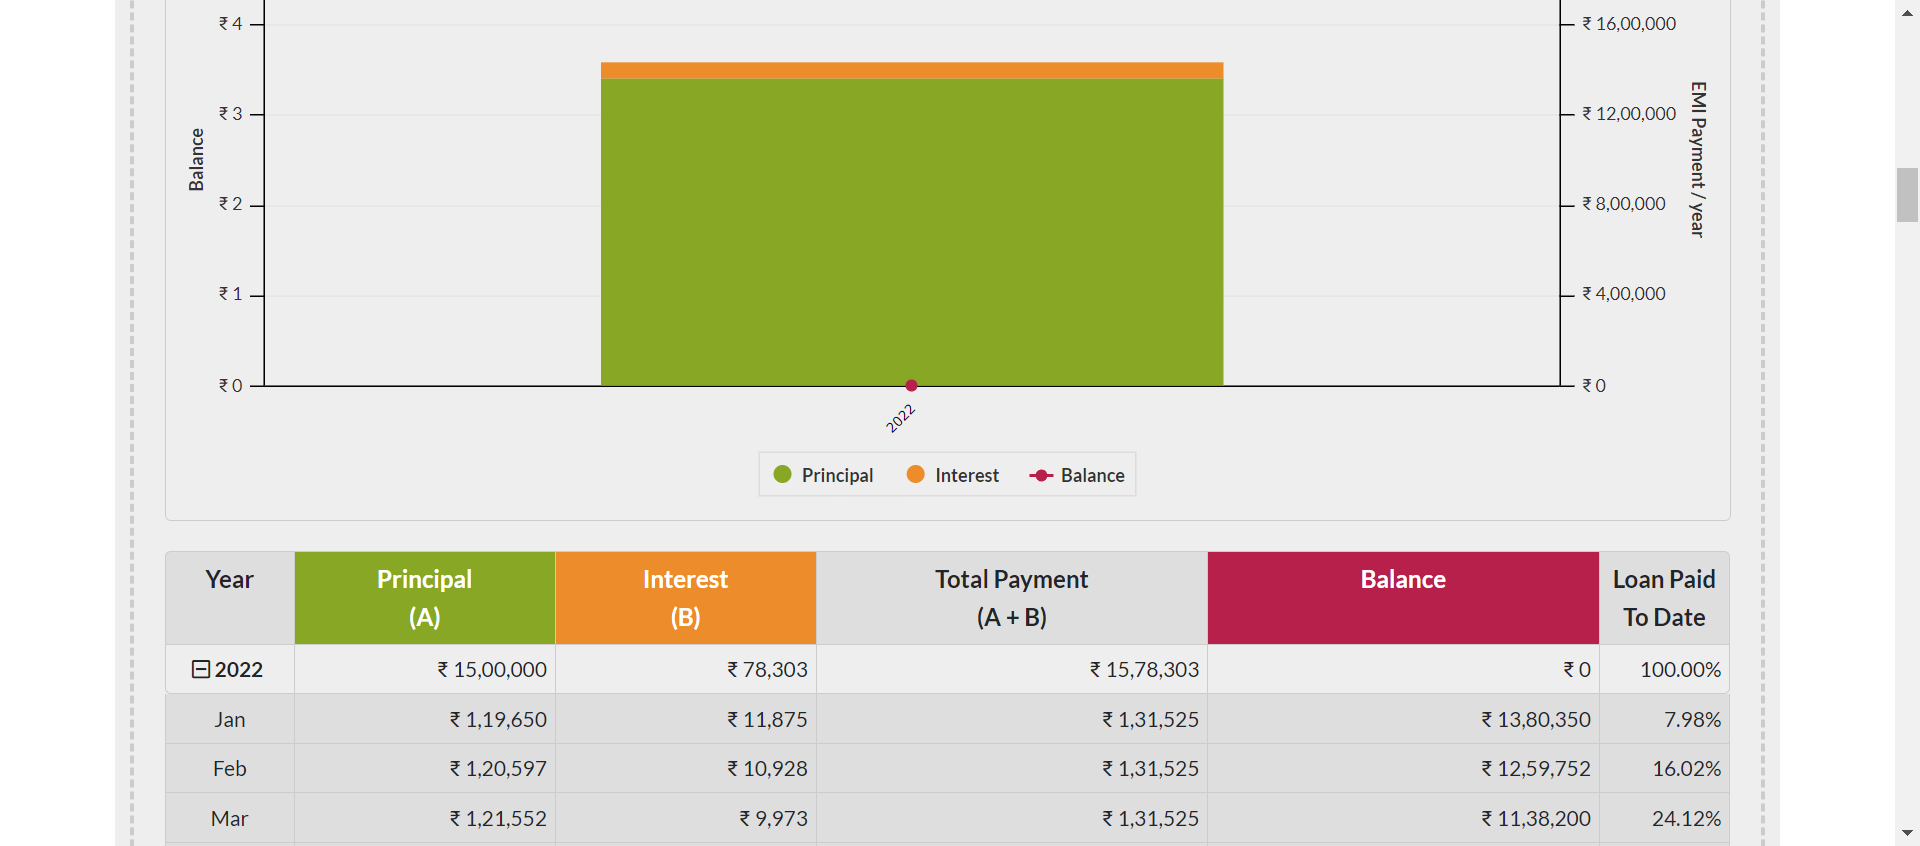 ₹ 4
₹ 3
₹ 2
₹ 1
₹ 0
Balance
₹ 16,00,000
₹ 12,00,000
₹ 8,00,000
₹ 4,00,000
₹ 0
EMI Payment / year
2022
Principal Interest Balance
Year Principal (A) Interest (B) Total Payment (A + B) Balance Loan Paid To Date
2022 ₹ 15,00,000 ₹ 78,303 ₹ 15,78,303 ₹ 0 100.00%
Jan ₹ 1,19,650 ₹ 11,875 ₹ 1,31,525 ₹ 13,80,350 7.98%
Feb ₹ 1,20,597 ₹ 10,928 ₹ 1,31,525 ₹ 12,59,752 16.02%
Mar ₹ 1,21,552 ₹ 9,973 ₹ 1,31,525 ₹ 11,38,200 24.12%